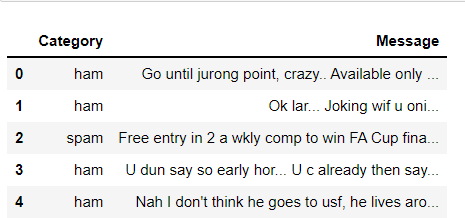 Category Message
0 ham Go until jurong point, crazy.. Available only ...
1 ham Ok lar... Joking wif u oni...
2 spam Free entry in 2 a wkly comp to win FA Cup fina...
3 ham U dun say so early hor... U c already then say...
4 ham Nah I don't think he goes to usf, he lives aro...